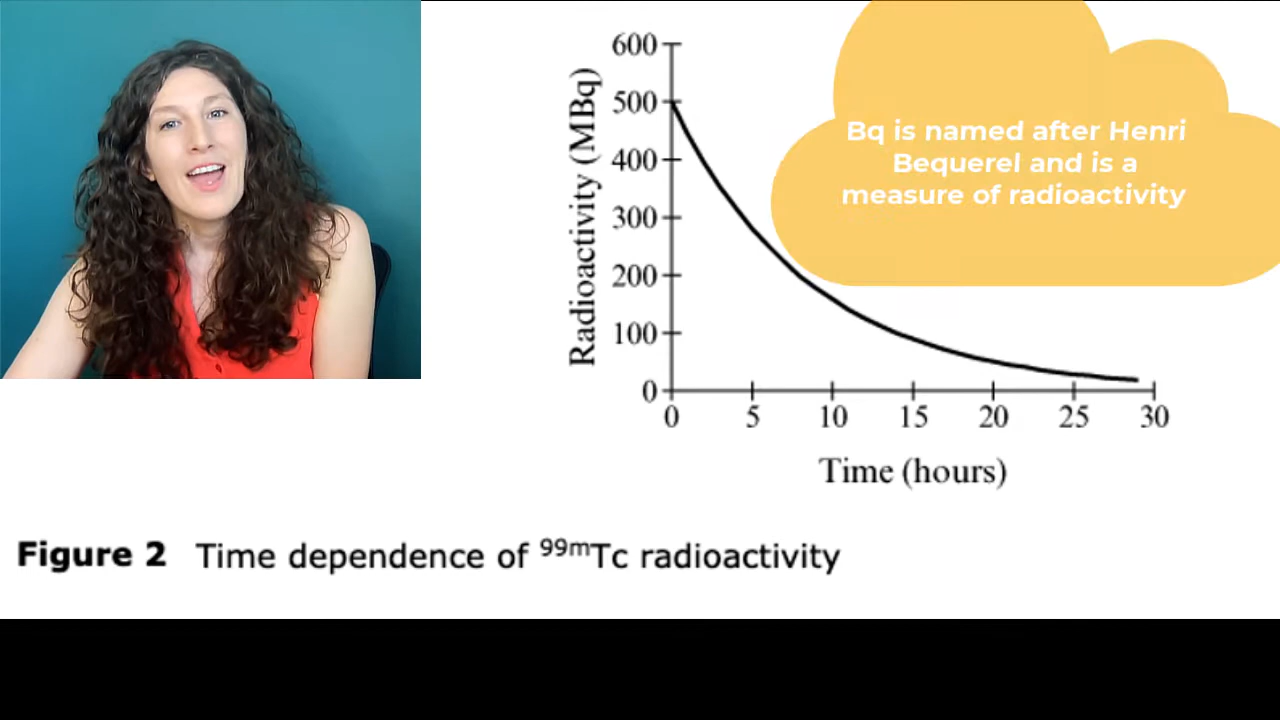 600
500
400
300
200
100
0
Radioactivity (MBq)
Bq is named after Henri
Bequerel and is a
measure of radioactivity
0 5 10 15 20 25 30
Time (hours)
Figure 2 Time dependence of ⁹⁹ᵐTc radioactivity